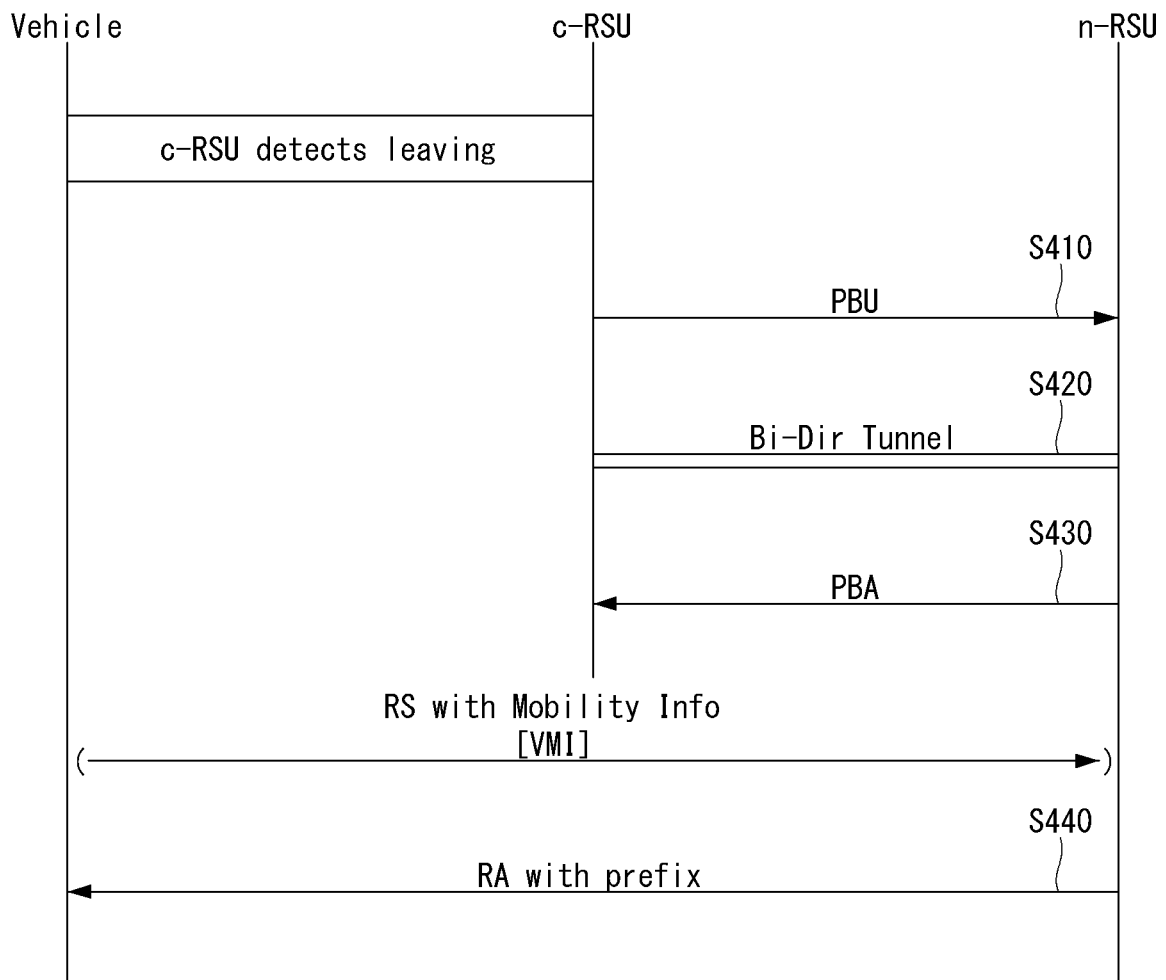 Vehicle
c-RSU
n-RSU
c-RSU detects leaving
S410
PBU
S420
Bi-Dir Tunnel
S430
PBA
RS with Mobility Info
[VMI]
( )
S440
RA with prefix